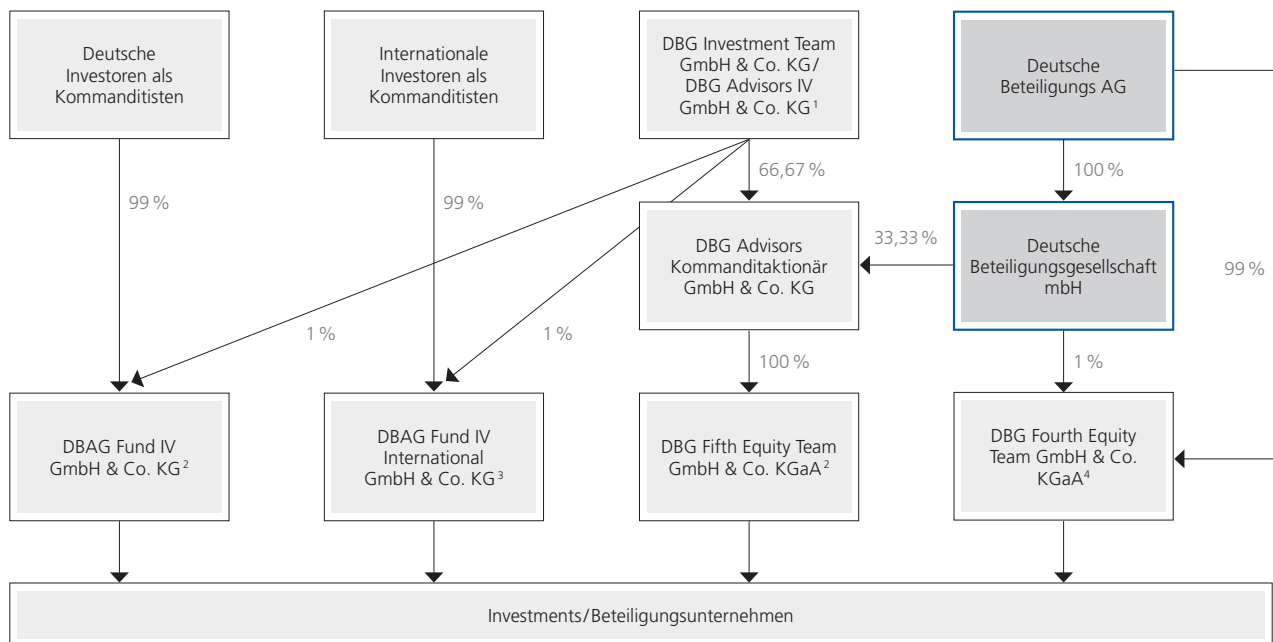 Deutsche
Investoren als
Kommanditisten
Internationale
Investoren als
Kommanditisten
DBG Investment Team
GmbH & Co. KG/
DBG Advisors IV
GmbH & Co. KG¹
Deutsche
Beteiligungs AG
99 %
99 %
66,67 %
100 %
DBG Advisors
Kommanditaktionär
GmbH & Co. KG
33,33 %
Deutsche
Beteiligungsgesellschaft
mbH
99 %
1 %
1 %
100 %
1 %
DBAG Fund IV
GmbH & Co. KG²
DBAG Fund IV
International
GmbH & Co. KG³
DBG Fifth Equity Team
GmbH & Co. KGaA²
DBG Fourth Equity
Team GmbH & Co.
KGaA⁴
Investments/Beteiligungsunternehmen